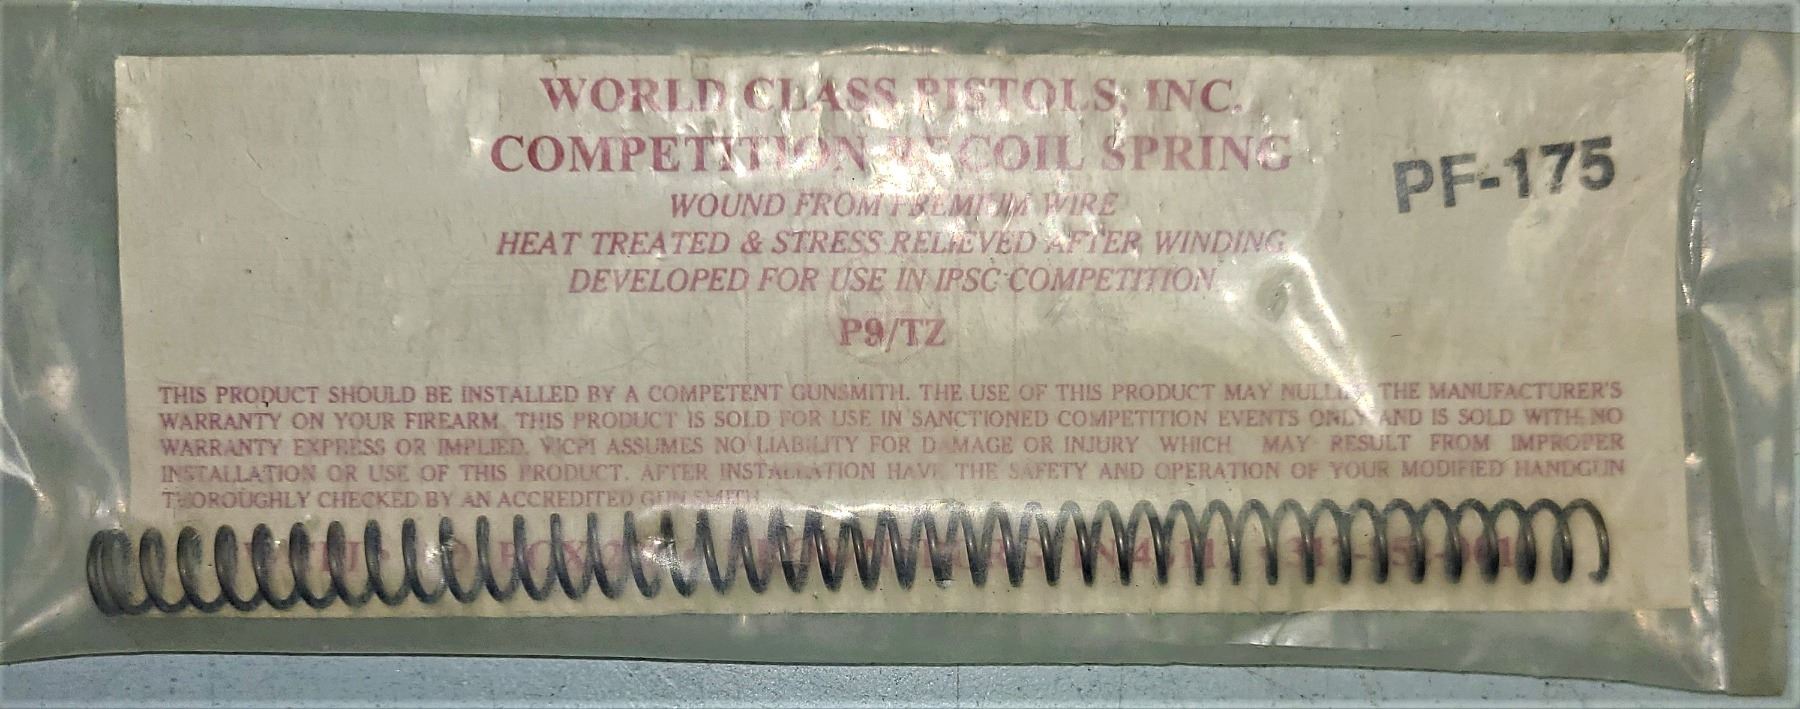 WORLD CLASS PISTOLS, INC.
COMPETITION RECOIL SPRING
PF-175
WOUND FROM PREMIUM WIRE
HEAT TREATED & STRESS RELIEVED AFTER WINDING
DEVELOPED FOR USE IN IPSC COMPETITION
P9/TZ
THIS PRODUCT SHOULD BE INSTALLED BY A COMPETENT GUNSMITH. THE USE OF THIS PRODUCT MAY NULLIFY THE MANUFACTURER'S
WARRANTY ON YOUR FIREARM. THIS PRODUCT IS SOLD FOR USE IN SANCTIONED COMPETITION EVENTS ONLY AND IS SOLD WITH NO
WARRANTY EXPRESS OR IMPLIED. WCPI ASSUMES NO LIABILITY FOR DAMAGE OR INJURY WHICH MAY RESULT FROM IMPROPER
INSTALLATION OR USE OF THIS PRODUCT. AFTER INSTALLATION HAVE THE SAFETY AND OPERATION OF YOUR MODIFIED HANDGUN
THOROUGHLY CHECKED BY AN ACCREDITED GUN SMITH
BOX